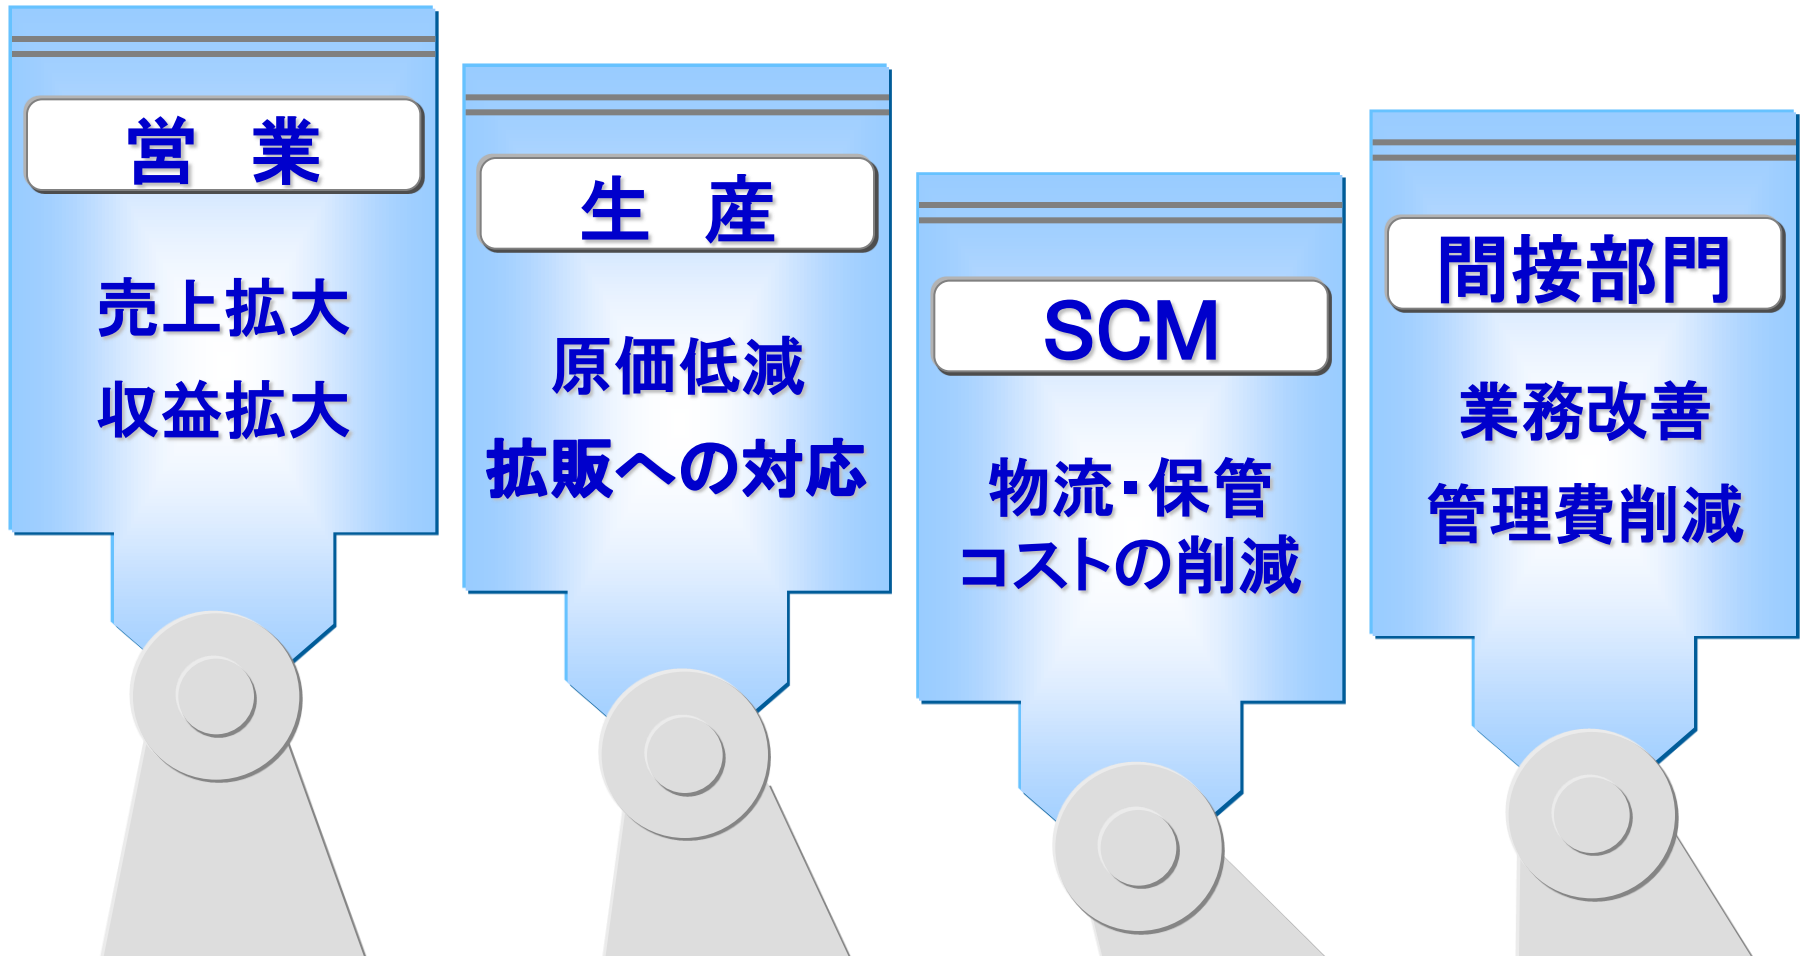 営　業
売上拡大
収益拡大
生　産
原価低減
拡販への対応
SCM
物流・保管
コストの削減
間接部門
業務改善
管理費削減